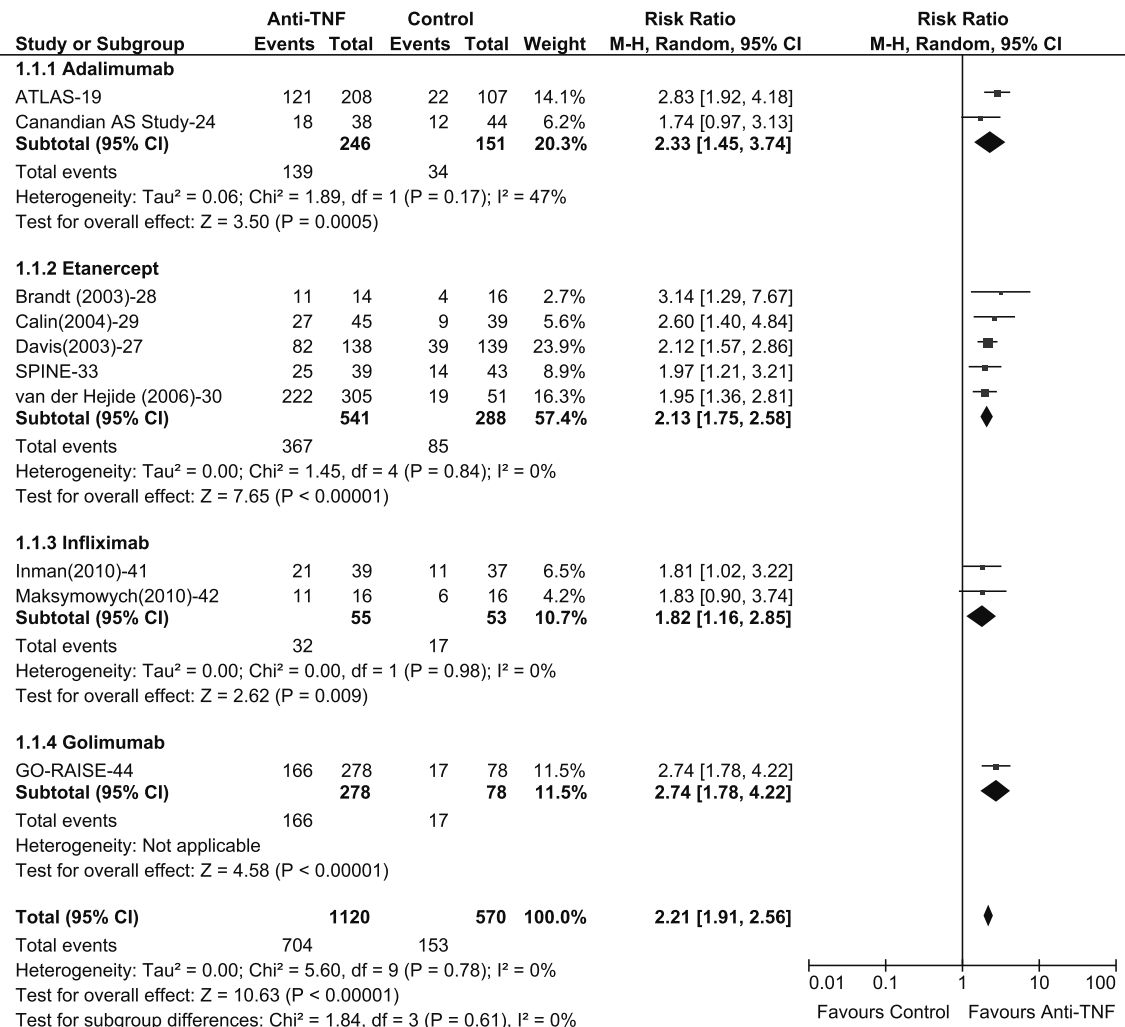 Anti-TNF Control Risk Ratio Risk Ratio
Study or Subgroup Events Total Events Total Weight M-H, Random, 95% CI M-H, Random, 95% CI
1.1.1 Adalimumab
ATLAS-19 121 208 22 107 14.1% 2.83 [1.92, 4.18]
Canandian AS Study-24 18 38 12 44 6.2% 1.74 [0.97, 3.13]
Subtotal (95% CI) 246 151 20.3% 2.33 [1.45, 3.74]
Total events 139 34
Heterogeneity: Tau² = 0.06; Chi² = 1.89, df = 1 (P = 0.17); I² = 47%
Test for overall effect: Z = 3.50 (P = 0.0005)
1.1.2 Etanercept
Brandt (2003)-28 11 14 4 16 2.7% 3.14 [1.29, 7.67]
Calin(2004)-29 27 45 9 39 5.6% 2.60 [1.40, 4.84]
Davis(2003)-27 82 138 39 139 23.9% 2.12 [1.57, 2.86]
SPINE-33 25 39 14 43 8.9% 1.97 [1.21, 3.21]
van der Hejide (2006)-30 222 305 19 51 16.3% 1.95 [1.36, 2.81]
Subtotal (95% CI) 541 288 57.4% 2.13 [1.75, 2.58]
Total events 367 85
Heterogeneity: Tau² = 0.00; Chi² = 1.45, df = 4 (P = 0.84); I² = 0%
Test for overall effect: Z = 7.65 (P < 0.00001)
1.1.3 Infliximab
Inman(2010)-41 21 39 11 37 6.5% 1.81 [1.02, 3.22]
Maksymowych(2010)-42 11 16 6 16 4.2% 1.83 [0.90, 3.74]
Subtotal (95% CI) 55 53 10.7% 1.82 [1.16, 2.85]
Total events 32 17
Heterogeneity: Tau² = 0.00; Chi² = 0.00, df = 1 (P = 0.98); I² = 0%
Test for overall effect: Z = 2.62 (P = 0.009)
1.1.4 Golimumab
GO-RAISE-44 166 278 17 78 11.5% 2.74 [1.78, 4.22]
Subtotal (95% CI) 278 78 11.5% 2.74 [1.78, 4.22]
Total events 166 17
Heterogeneity: Not applicable
Test for overall effect: Z = 4.58 (P < 0.00001)
Total (95% CI) 1120 570 100.0% 2.21 [1.91, 2.56]
Total events 704 153
Heterogeneity: Tau² = 0.00; Chi² = 5.60, df = 9 (P = 0.78); I² = 0%
Test for overall effect: Z = 10.63 (P < 0.00001)
Test for subgroup differences: Chi² = 1.84, df = 3 (P = 0.61), I² = 0%
0.01 0.1 1 10 100
Favours Control Favours Anti-TNF